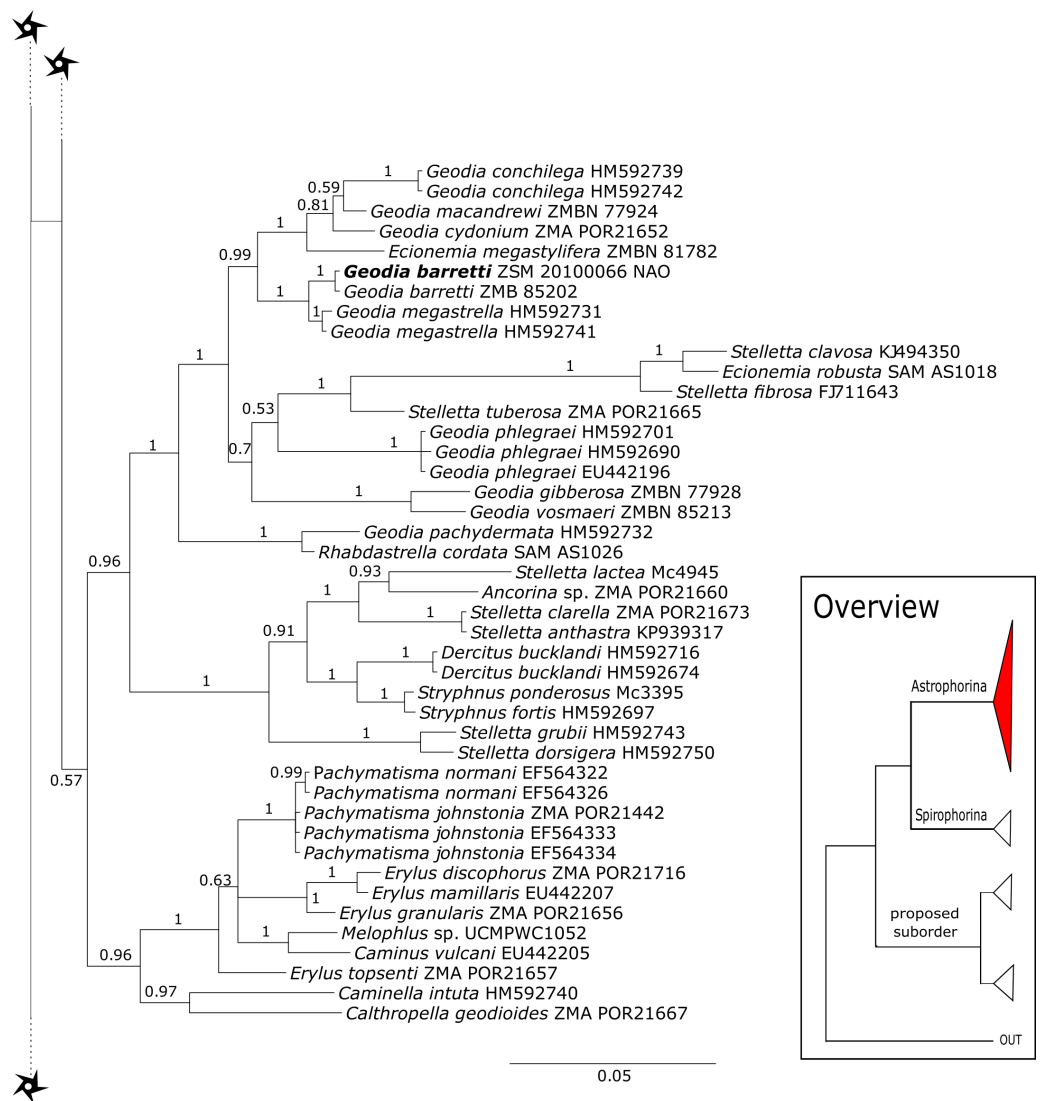 1
Geodia conchilega HM592739
0.59
Geodia conchilega HM592742
0.81
Geodia macandrewi ZMBN 77924
1
Geodia cydonium ZMA POR21652
0.99
Ecionemia megastylifera ZMBN 81782
1
Geodia barretti ZSM 20100066 NAO
1
Geodia barretti ZMB 85202
1
Geodia megastrella HM592731
Geodia megastrella HM592741
1
1
Stelletta clavosa KJ494350
1
Ecionemia robusta SAM AS1018
1
Stelletta fibrosa FJ711643
0.53
Stelletta tuberosa ZMA POR21665
Geodia phlegraei HM592701
1
0.7
Geodia phlegraei HM592690
1
Geodia phlegraei EU442196
1
Geodia gibberosa ZMBN 77928
Geodia vosmaeri ZMBN 85213
1
Geodia pachydermata HM592732
Rhabdastrella cordata SAM AS1026
0.96
0.93
Stelletta lactea Mc4945
1
Ancorina sp. ZMA POR21660
1
Stelletta clarella ZMA POR21673
0.91
Stelletta anthastra KP939317
1
Dercitus bucklandi HM592716
1
Dercitus bucklandi HM592674
1
1
Stryphnus ponderosus Mc3395
Stryphnus fortis HM592697
1
Stelletta grubii HM592743
Stelletta dorsigera HM592750
0.57
0.99
Pachymatisma normani EF564322
Pachymatisma normani EF564326
1
Pachymatisma johnstonia ZMA POR21442
Pachymatisma johnstonia EF564333
Pachymatisma johnstonia EF564334
1
Erylus discophorus ZMA POR21716
0.63
Erylus mamillaris EU442207
1
Erylus granularis ZMA POR21656
1
1
Melophlus sp. UCMPWC1052
Caminus vulcani EU442205
0.96
Erylus topsenti ZMA POR21657
0.97
Caminella intuta HM592740
Calthropella geodioides ZMA POR21667
0.05
Overview
Astrophorina
Spirophorina
proposed
suborder
OUT